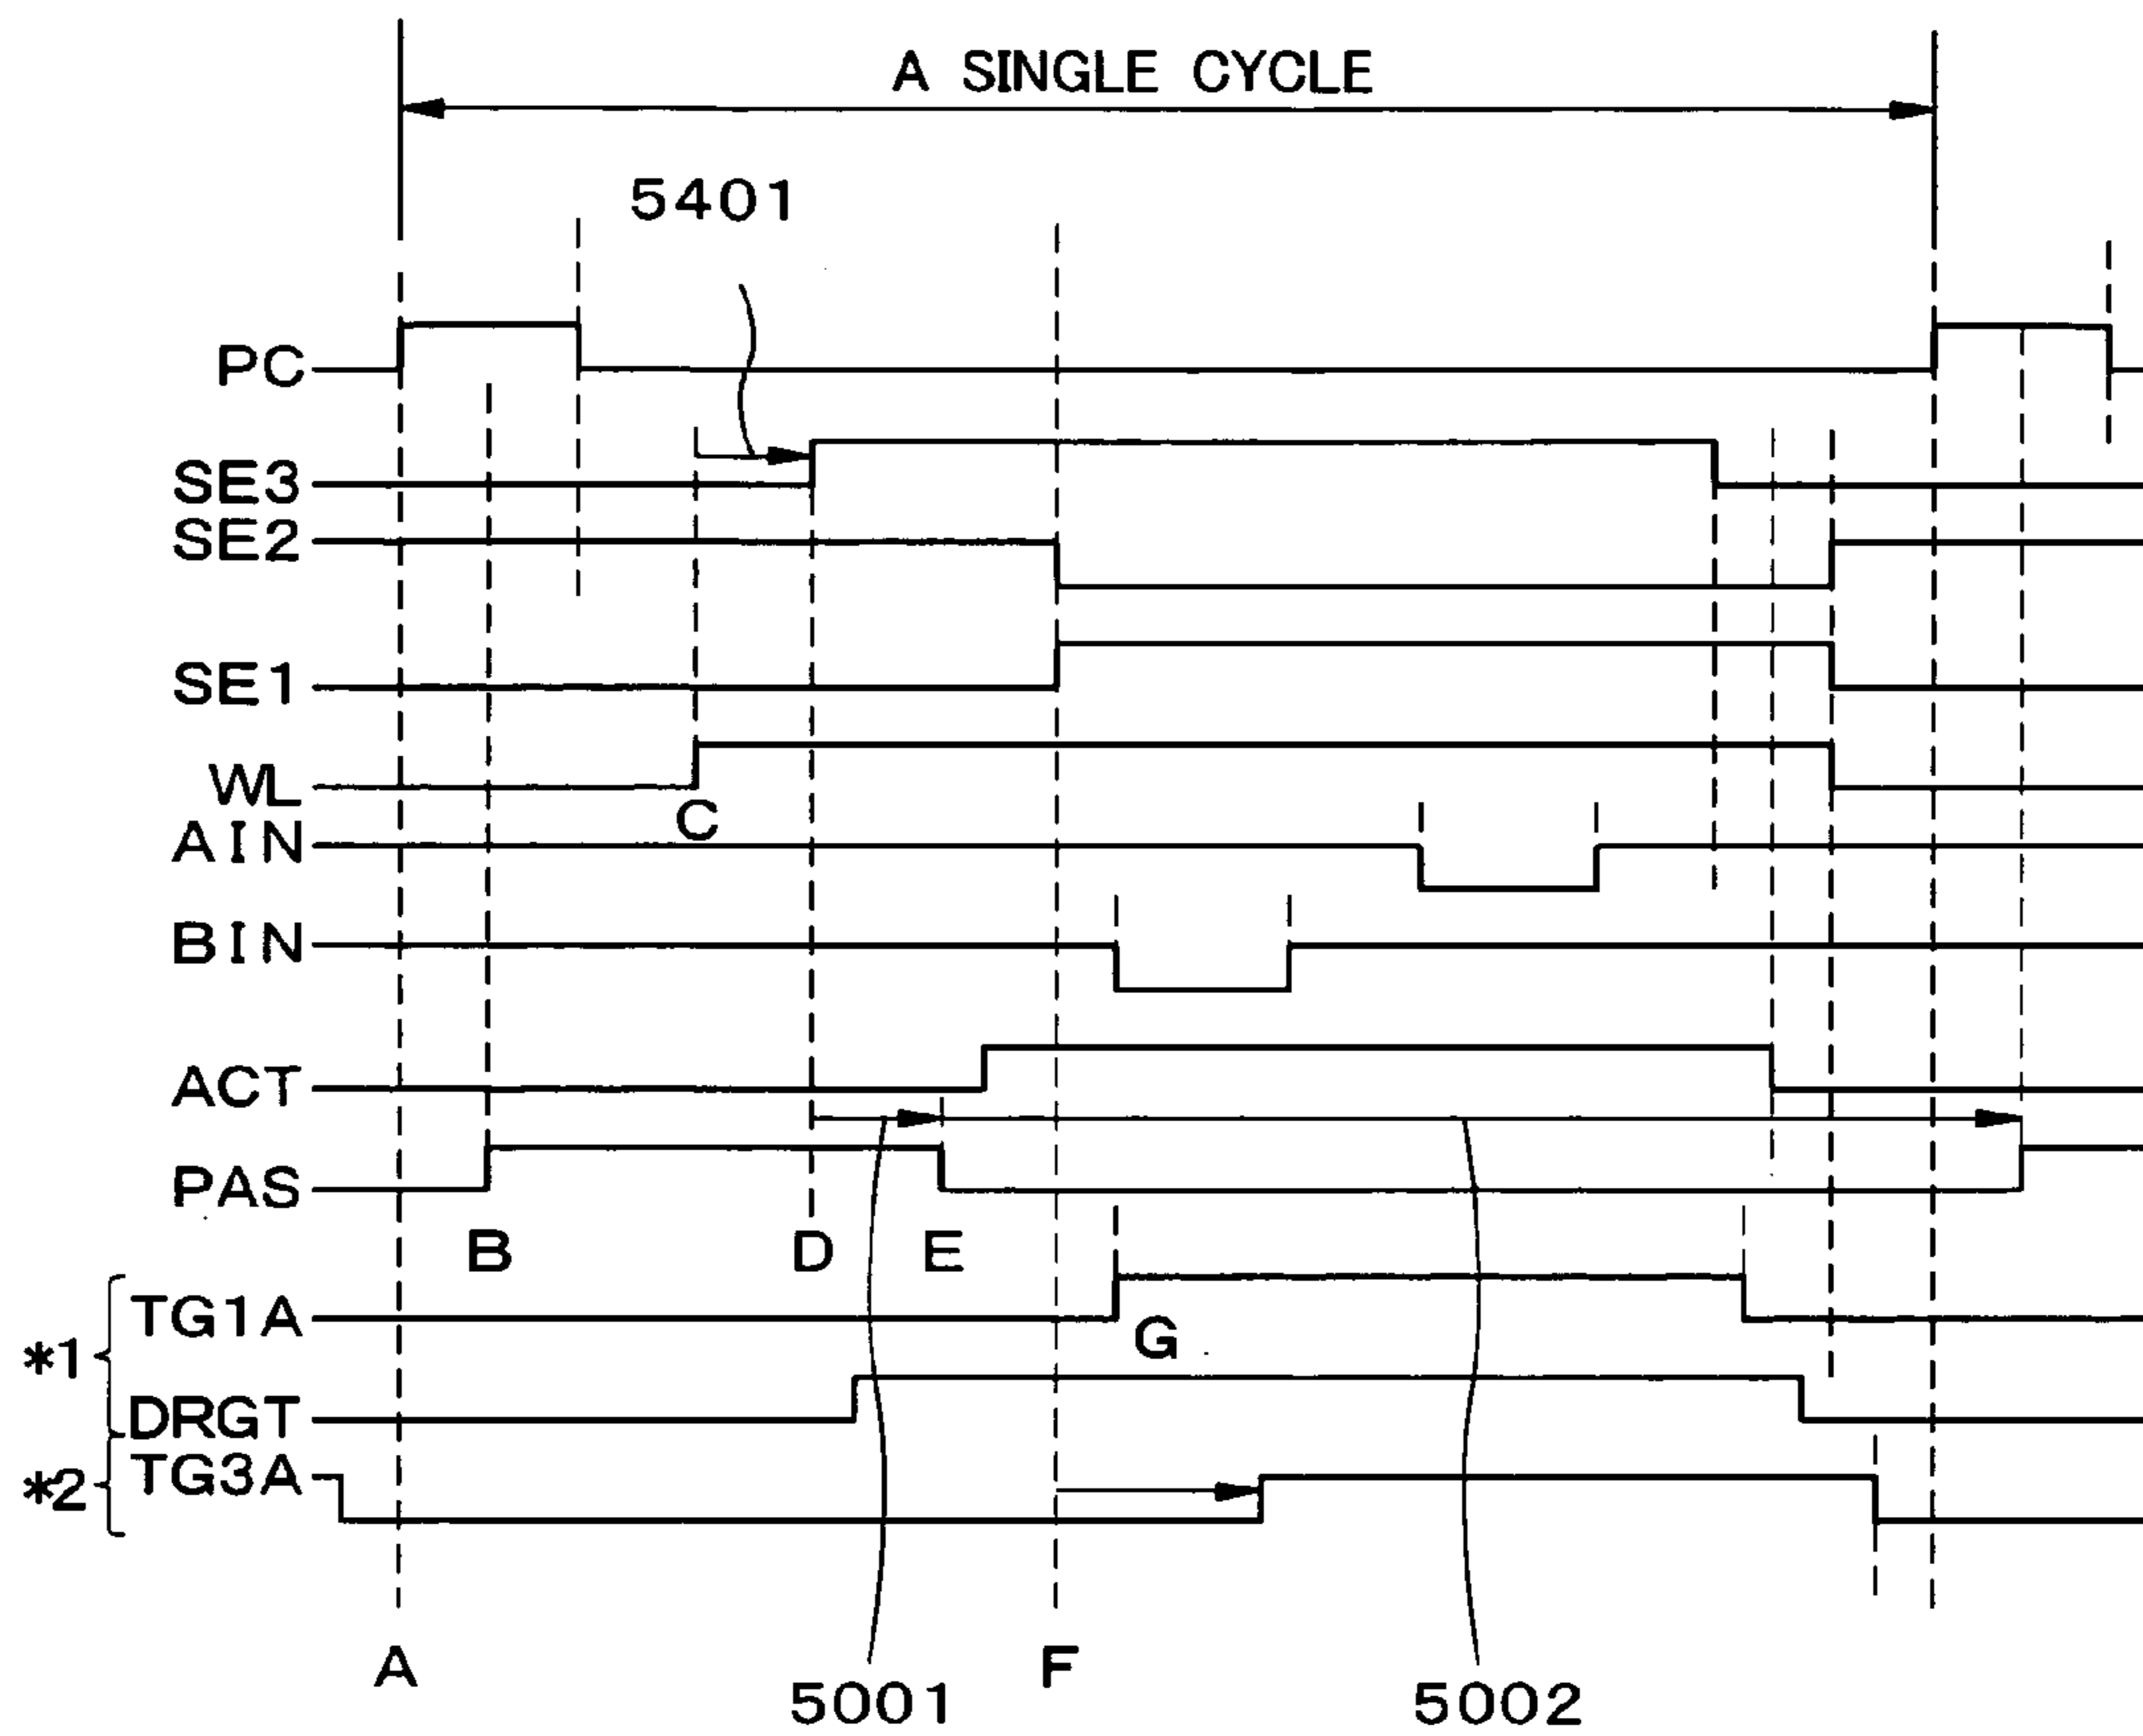 A SINGLE CYCLE
5401
PC
SE3
SE2
SE1
WL
C
AIN
BIN
ACT
PAS
B D E
*1
TG1A
G
DRGT
*2
TG3A
A F
5001 5002